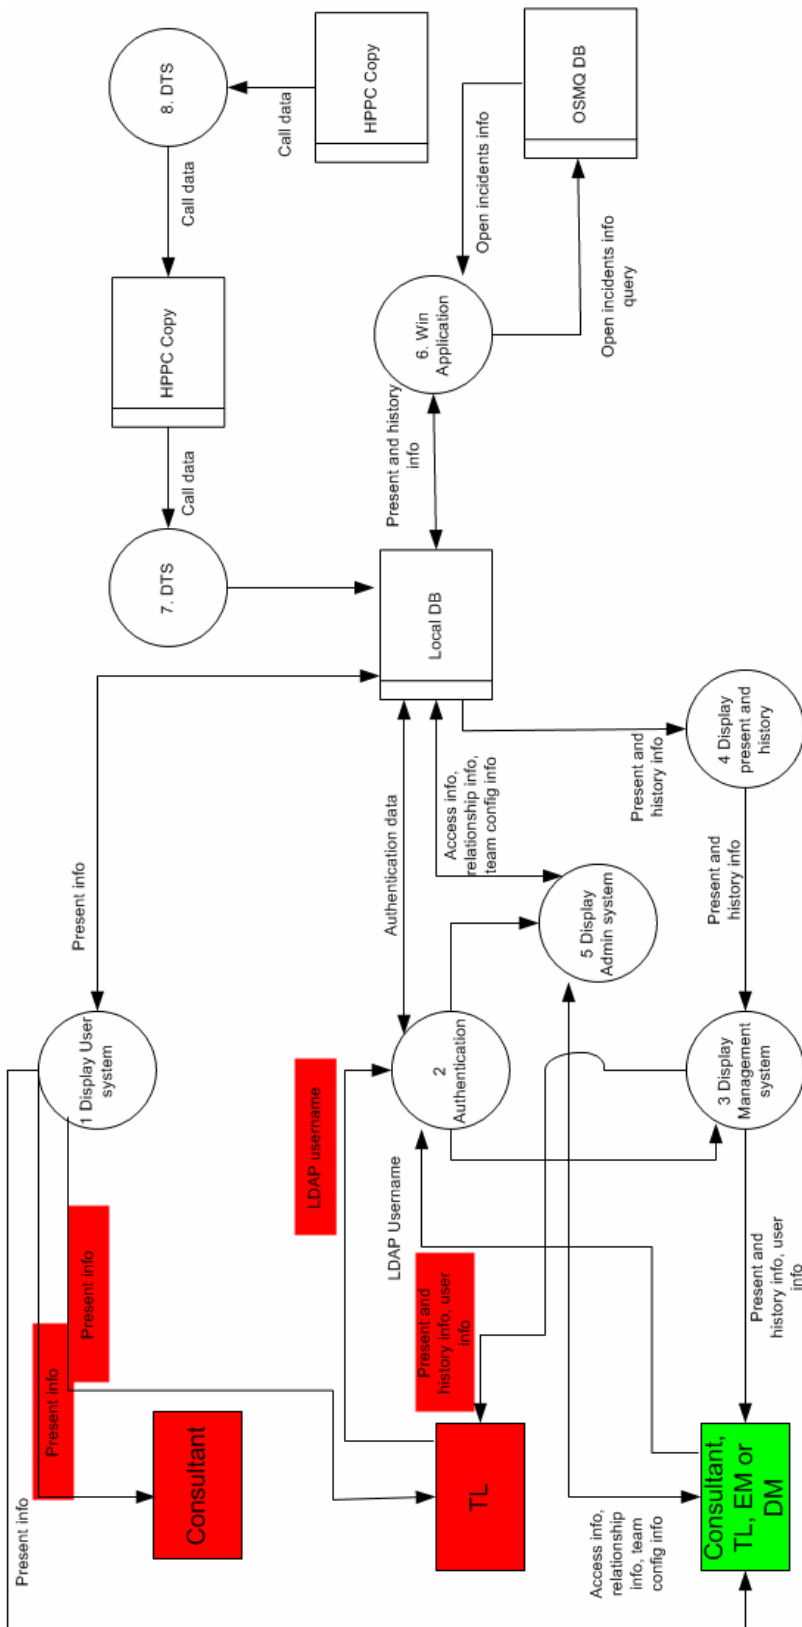 8. DTS
Call data
HPPC Copy
Call data
HPPC Copy
Call data
7. DTS
OSMQ DB
Open incidents info
Open incidents info
query
6. Win
Application
Present and history
info
Local DB
Present info
Authentication data
Access info,
relationship info,
team config info
Present and
history info
4 Display
present and
history
Present and
history info
5 Display
Admin system
1 Display User
system
2
Authentication
3 Display
Management
system
LDAP username
LDAP Username
Present info
Present info
Present info
Present and
history info, user
info
Present and
history info, user
info
Consultant
TL
Access info,
relationship
info, team
config info
Consultant,
TL, EM or
DM